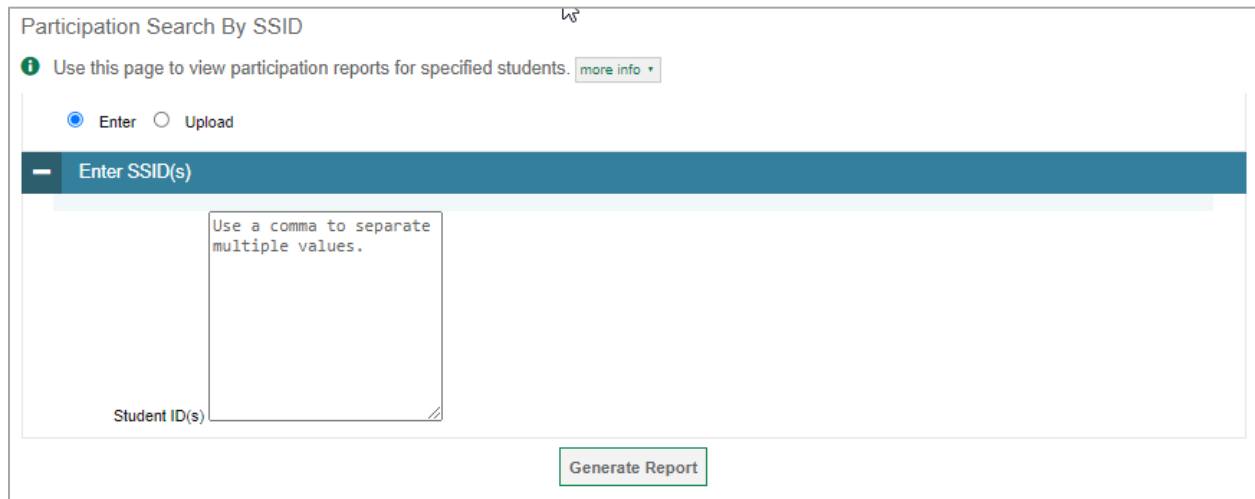 Participation Search By SSID
Use this page to view participation reports for specified students. more info
Enter Upload
Enter SSID(s)
Use a comma to separate
multiple values.
Student ID(s)
Generate Report